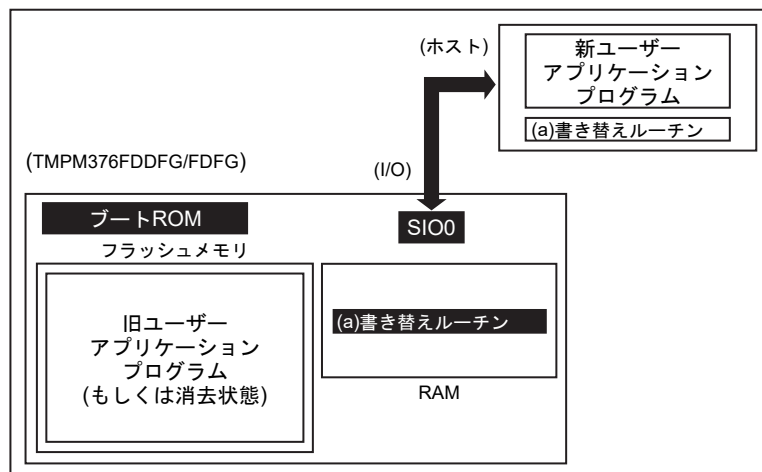 (ホスト)
新ユーザー
アプリケーション
プログラム
(a)書き替えルーチン
(TMPM376FDDFG/FDFG)
(I/O)
ブートROM
SIO0
フラッシュメモリ
旧ユーザー
アプリケーション
プログラム
(もしくは消去状態)
(a)書き替えルーチン
RAM